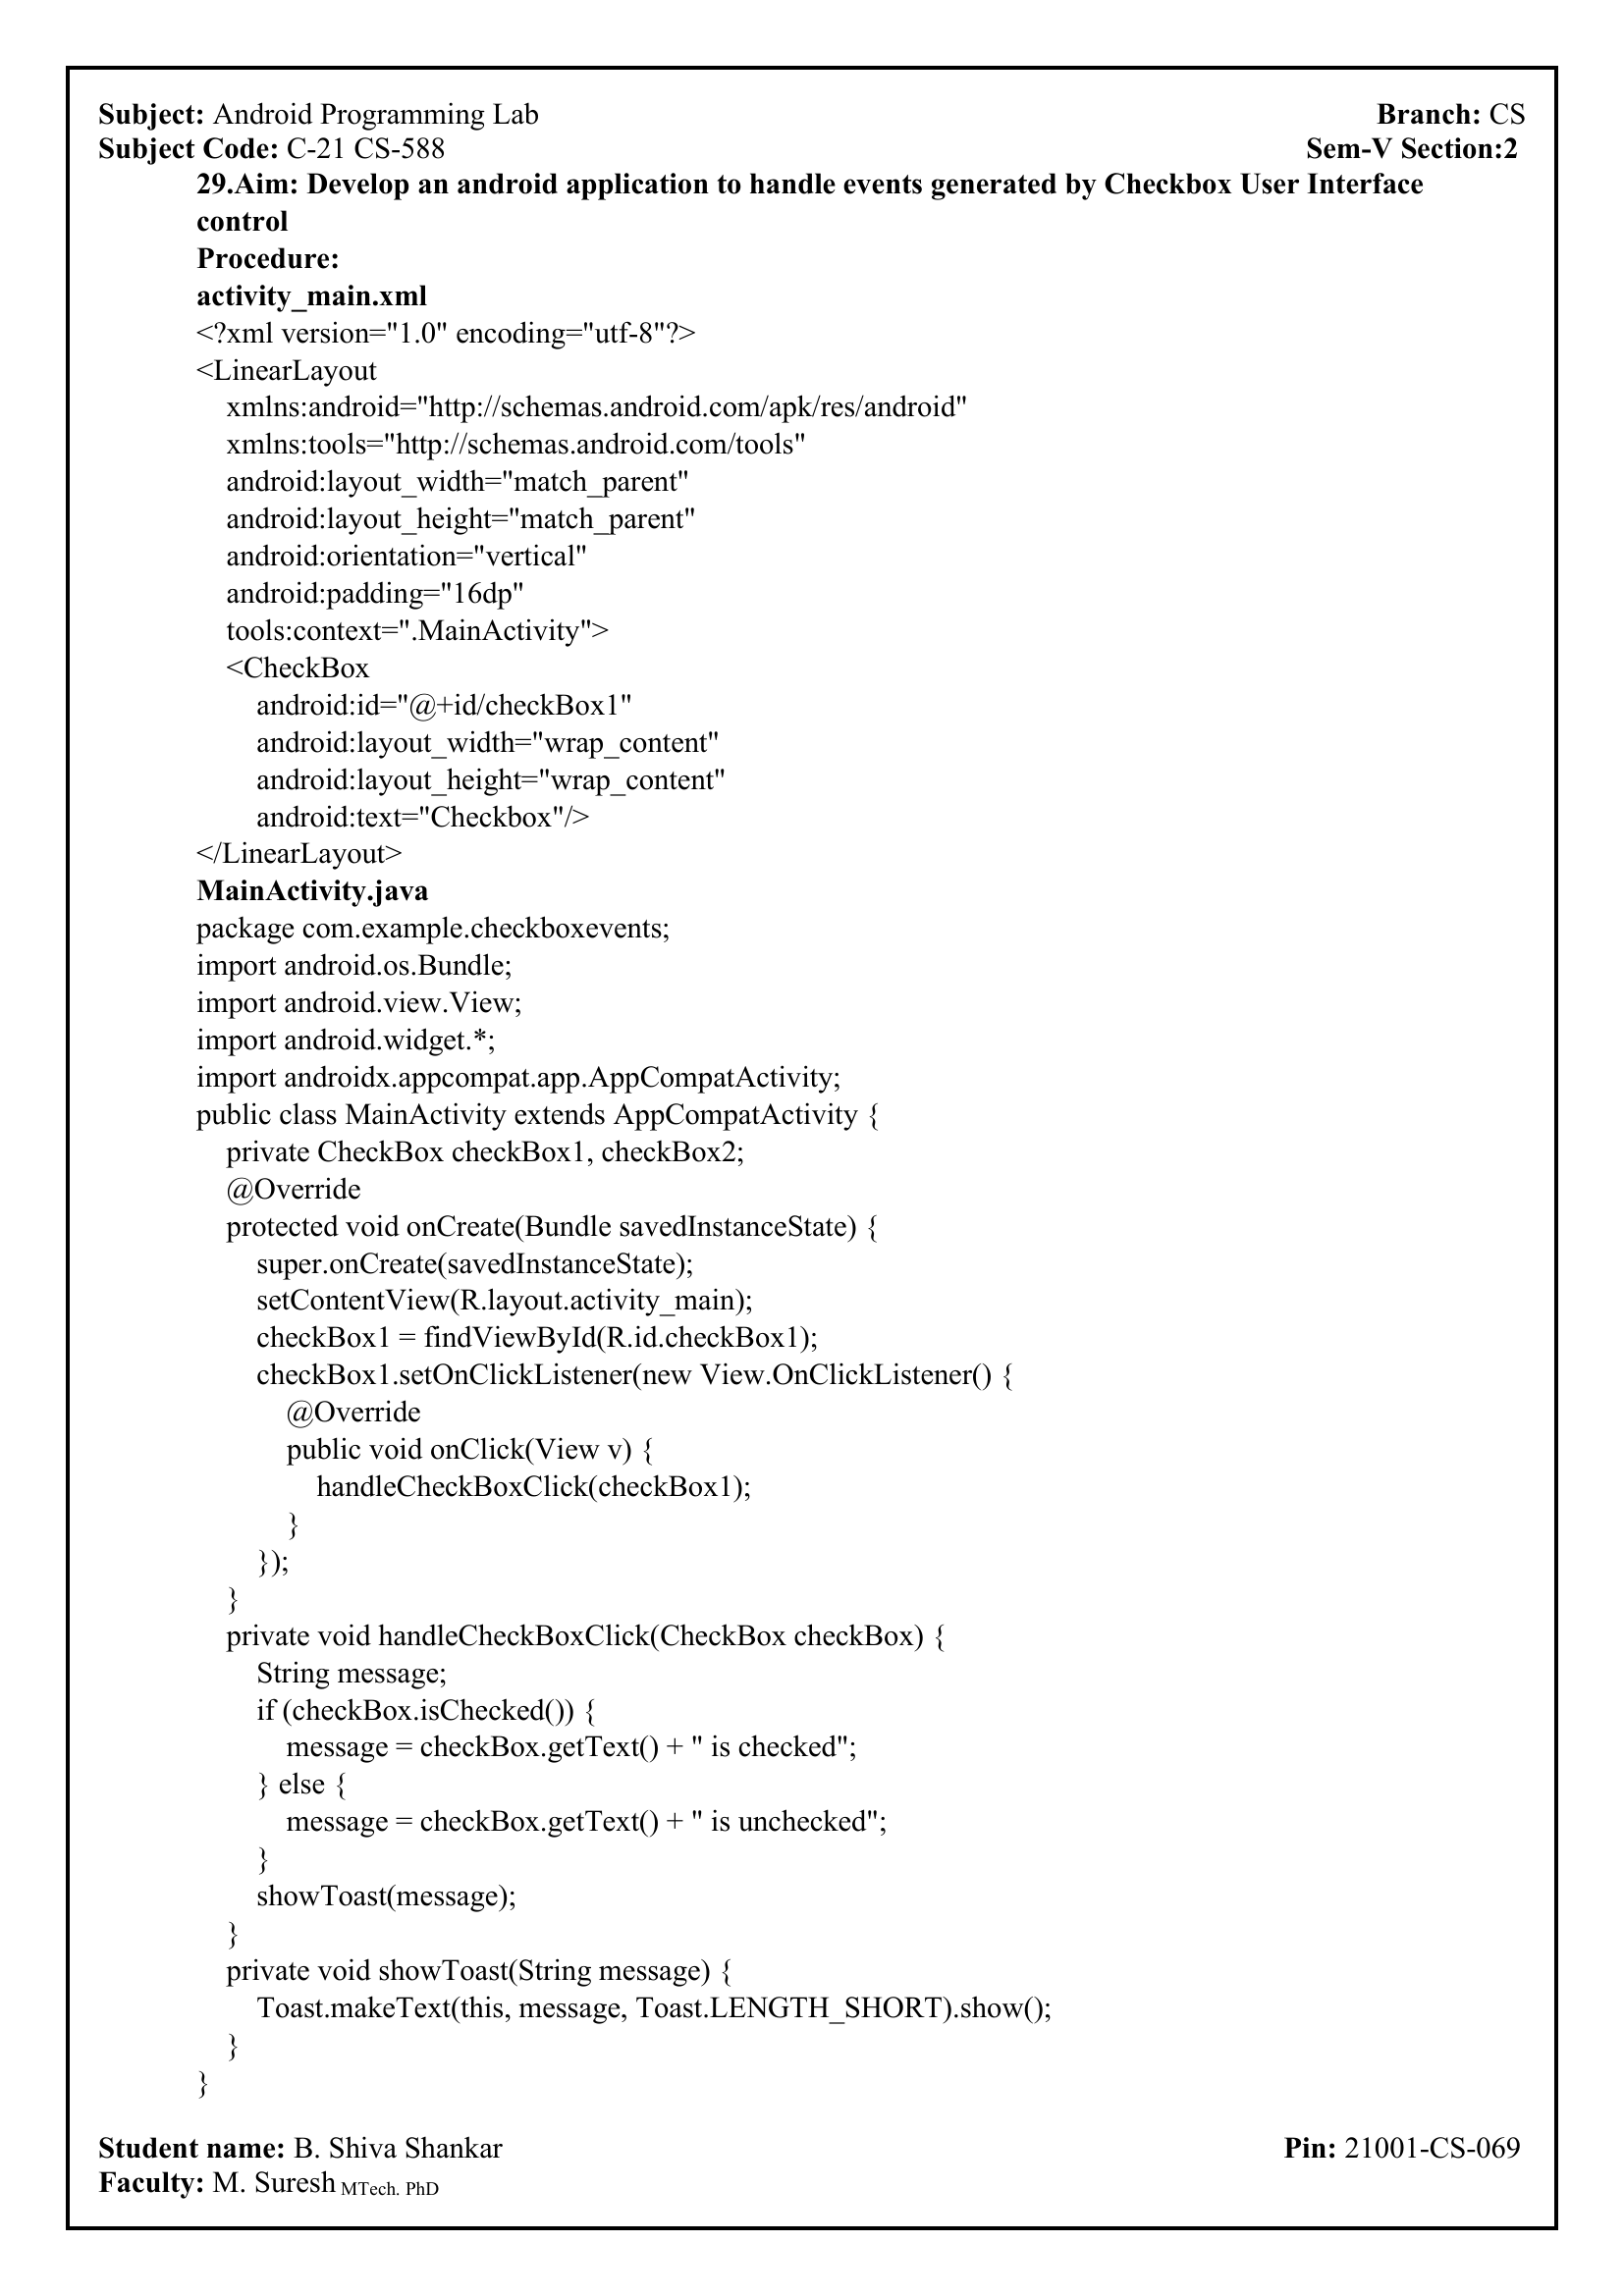 Subject: Android Programming Lab Branch: CS
Subject Code: C-21 CS-588 Sem-V Section:2
29.Aim: Develop an android application to handle events generated by Checkbox User Interface
control
Procedure:
activity_main.xml
<?xml version="1.0" encoding="utf-8"?>
<LinearLayout
xmlns:android="http://schemas.android.com/apk/res/android"
xmlns:tools="http://schemas.android.com/tools"
android:layout_width="match_parent"
android:layout_height="match_parent"
android:orientation="vertical"
android:padding="16dp"
tools:context=".MainActivity">
<CheckBox
android:id="@+id/checkBox1"
android:layout_width="wrap_content"
android:layout_height="wrap_content"
android:text="Checkbox"/>
</LinearLayout>
MainActivity.java
package com.example.checkboxevents;
import android.os.Bundle;
import android.view.View;
import android.widget.*;
import androidx.appcompat.app.AppCompatActivity;
public class MainActivity extends AppCompatActivity {
private CheckBox checkBox1, checkBox2;
@Override
protected void onCreate(Bundle savedInstanceState) {
super.onCreate(savedInstanceState);
setContentView(R.layout.activity_main);
checkBox1 = findViewById(R.id.checkBox1);
checkBox1.setOnClickListener(new View.OnClickListener() {
@Override
public void onClick(View v) {
handleCheckBoxClick(checkBox1);
}
});
}
private void handleCheckBoxClick(CheckBox checkBox) {
String message;
if (checkBox.isChecked()) {
message = checkBox.getText() + " is checked";
} else {
message = checkBox.getText() + " is unchecked";
}
showToast(message);
}
private void showToast(String message) {
Toast.makeText(this, message, Toast.LENGTH_SHORT).show();
}
}
Student name: B. Shiva Shankar Pin: 21001-CS-069
Faculty: M. Suresh MTech. PhD